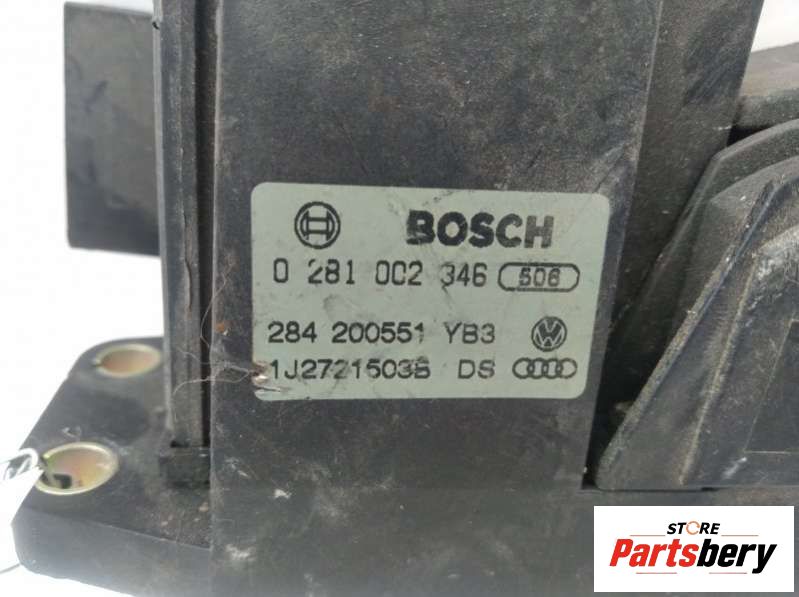 BOSCH
0 281 002 346 506
284 200551 YB3
1J2721503B DS
STORE
Partsbery